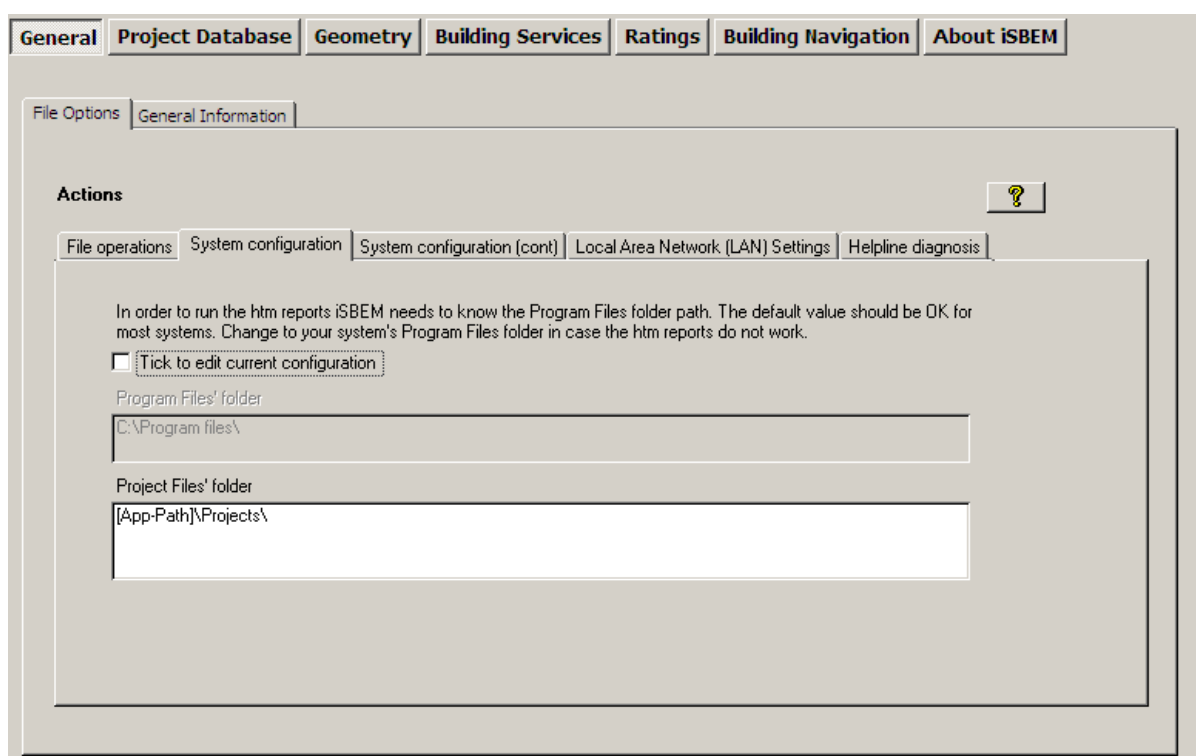 General Project Database Geometry Building Services Ratings Building Navigation About iSBEM
File Options General Information
Actions
?
File operations System configuration System configuration (cont) Local Area Network (LAN) Settings Helpline diagnosis
In order to run the htm reports iSBEM needs to know the Program Files folder path. The default value should be OK for
most systems. Change to your system's Program Files folder in case the htm reports do not work.
Tick to edit current configuration
Program Files' folder
C:\Program files\
Project Files' folder
[App-Path]\Projects\